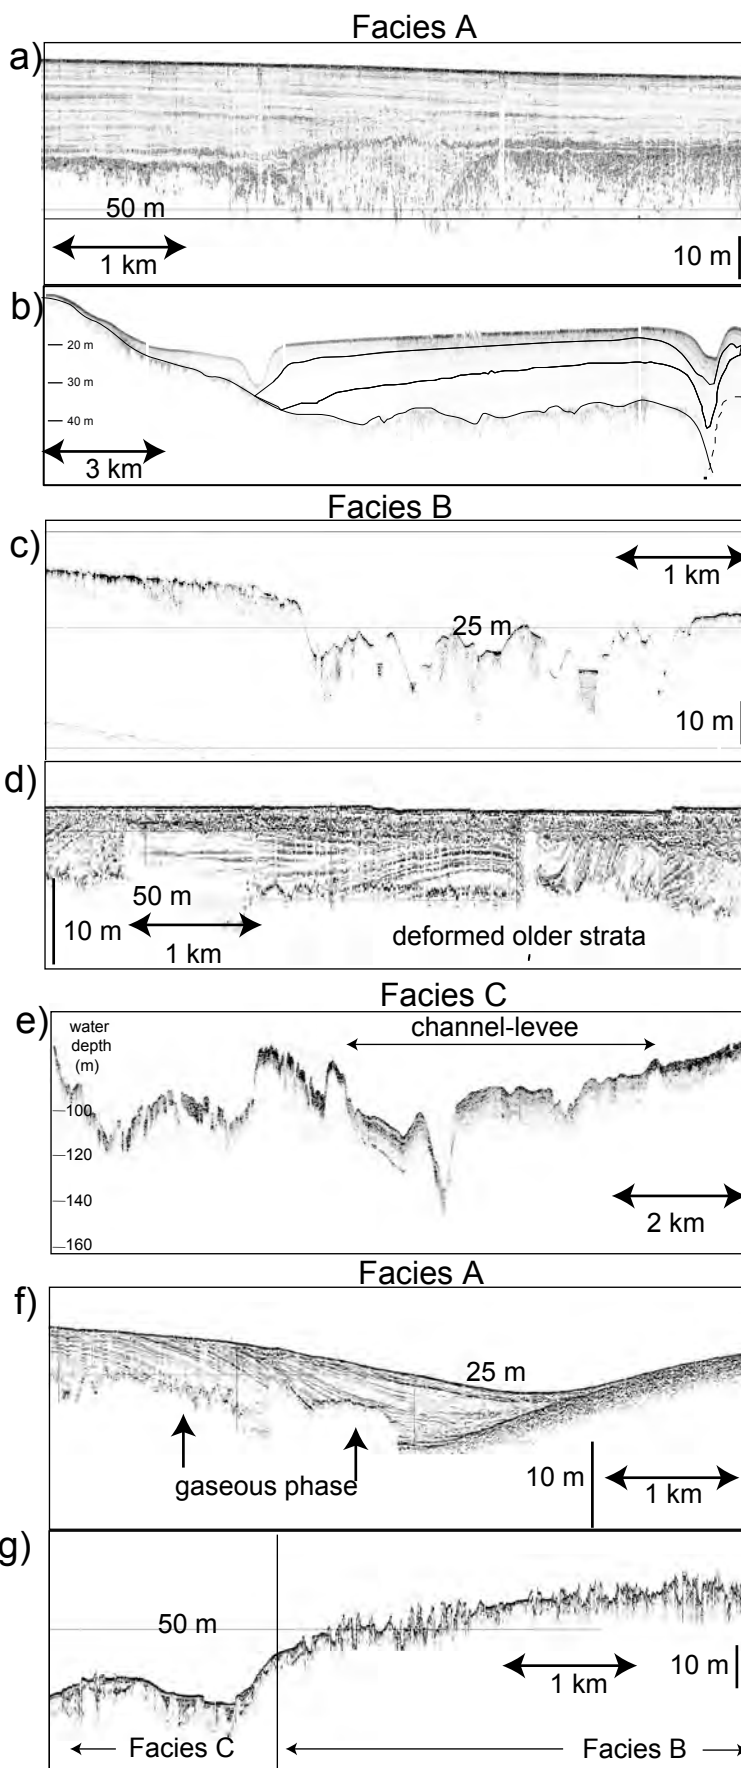 Facies A
a)
50 m
1 km
10 m
b)
20 m
30 m
40 m
3 km
Facies B
c)
1 km
25 m
10 m
d)
50 m
10 m
1 km
deformed older strata
Facies C
e)
water
depth
(m)
channel-levee
100
120
140
160
2 km
Facies A
f)
25 m
gaseous phase
10 m
1 km
g)
50 m
1 km
10 m
Facies C
Facies B